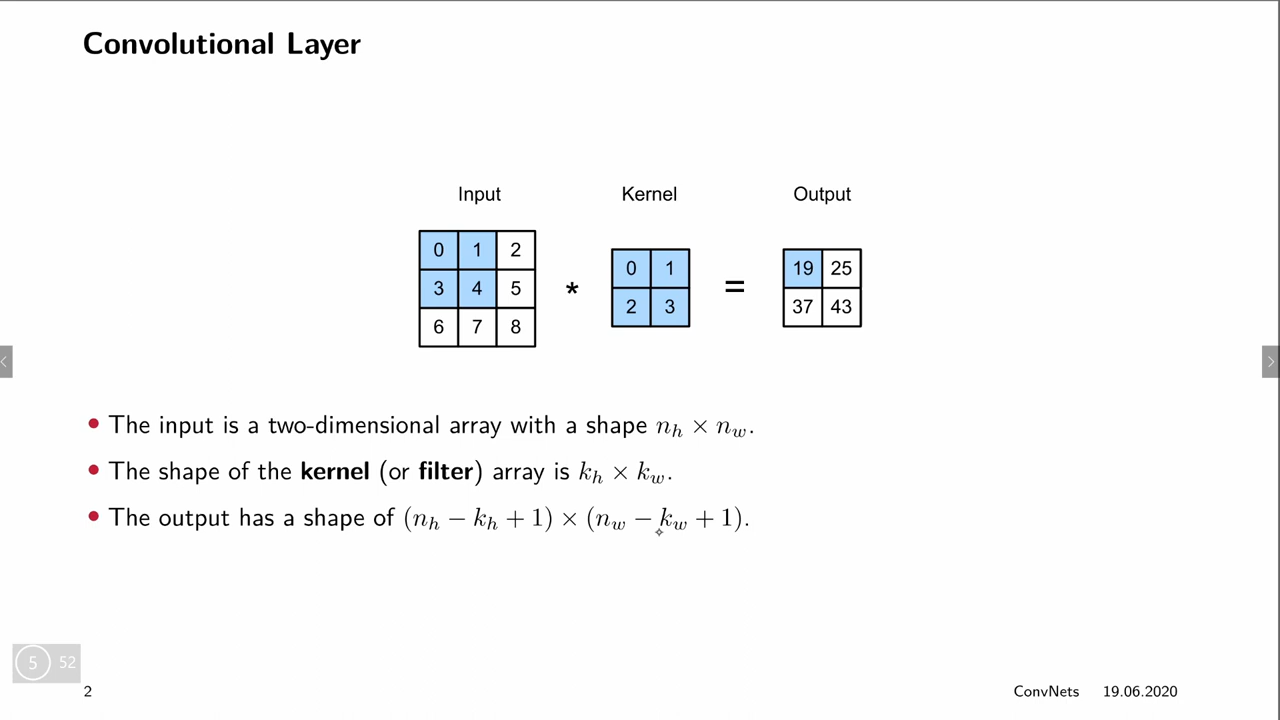 Convolutional Layer
Input Kernel Output
0 1 2
3 4 5
6 7 8
*
0 1
2 3
=
19 25
37 43
• The input is a two-dimensional array with a shape n_h × n_w.
• The shape of the kernel (or filter) array is k_h × k_w.
• The output has a shape of (n_h − k_h + 1) × (n_w − k_w + 1).
5 52
2 ConvNets 19.06.2020